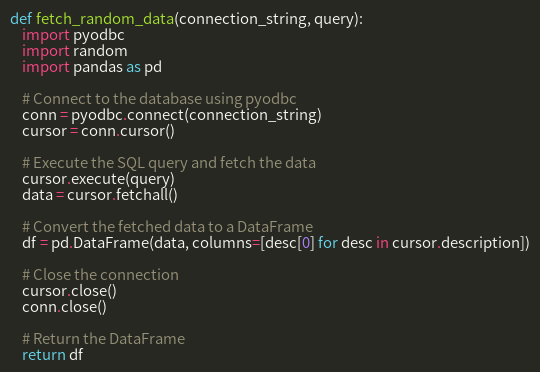 def fetch_random_data(connection_string, query):
    import pyodbc
    import random
    import pandas as pd

    # Connect to the database using pyodbc
    conn = pyodbc.connect(connection_string)
    cursor = conn.cursor()

    # Execute the SQL query and fetch the data
    cursor.execute(query)
    data = cursor.fetchall()

    # Convert the fetched data to a DataFrame
    df = pd.DataFrame(data, columns=[desc[0] for desc in cursor.description])

    # Close the connection
    cursor.close()
    conn.close()

    # Return the DataFrame
    return df